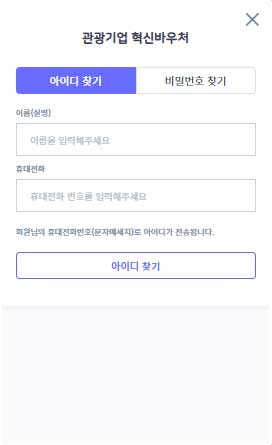 관광기업 혁신바우처
아이디 찾기
비밀번호 찾기
이름(실명)
이름을 입력해주세요
휴대전화
휴대전화 번호를 입력해주세요
회원님의 휴대전화번호(문자메세지)로 아이디가 전송됩니다.
아이디 찾기